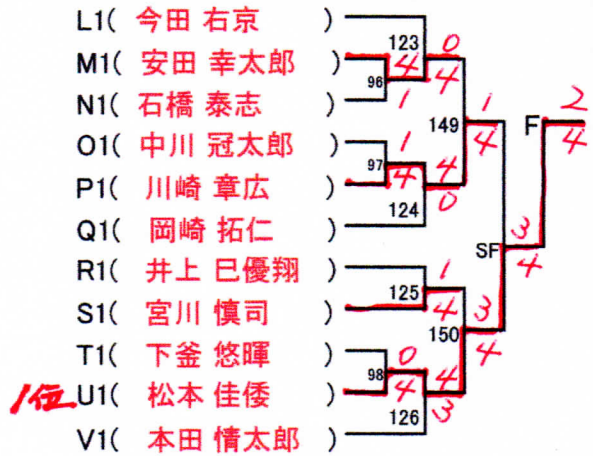 L1( 今田 右京 )
123 0
M1( 安田 幸太郎 )
4 4
96
N1( 石橋 泰志 )
1
149 1
4
F 2
4
O1( 中川 冠太郎 )
1
97
4 4
P1( 川崎 章広 )
124 0
Q1( 岡崎 拓仁 )
SF 3
4
R1( 井上 巳優翔 )
1
125
4
S1( 宮川 慎司 )
150 3
4
T1( 下釜 悠暉 )
0
98
4 4
1位 U1( 松本 佳倭 )
126 3
V1( 本田 情太郎 )